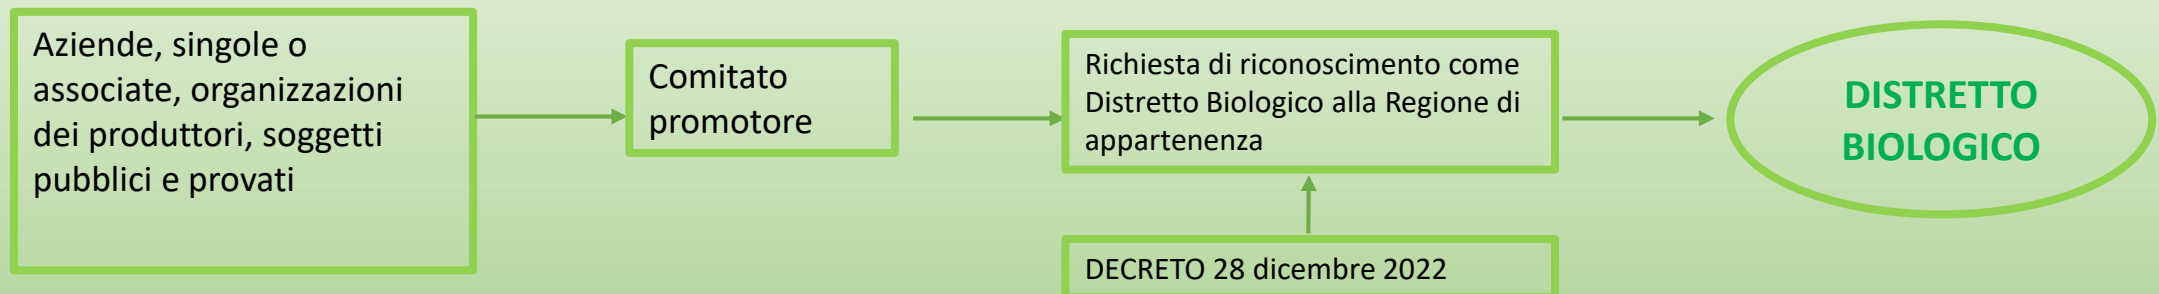 Aziende, singole o
associate, organizzazioni
dei produttori, soggetti
pubblici e provati
Comitato
promotore
Richiesta di riconoscimento come
Distretto Biologico alla Regione di
appartenenza
DECRETO 28 dicembre 2022
DISTRETTO
BIOLOGICO